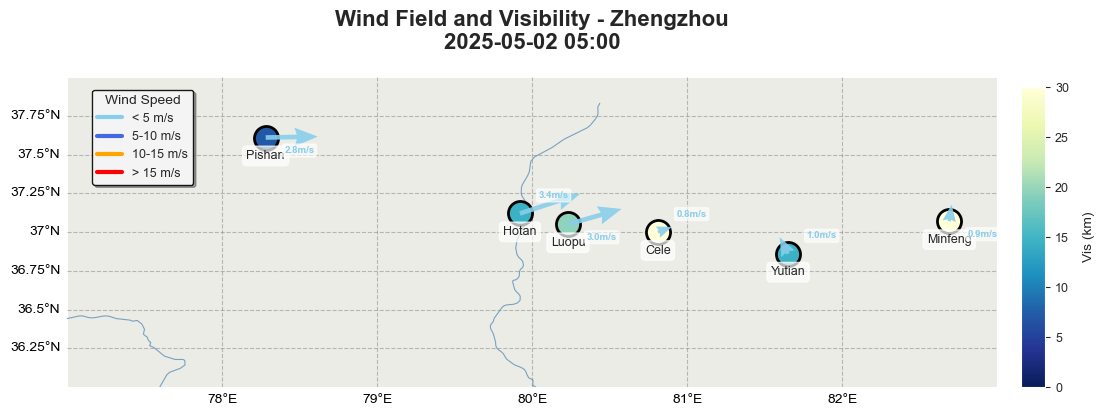 Wind Field and Visibility - Zhengzhou
2025-05-02 05:00
Wind Speed
< 5 m/s
5-10 m/s
10-15 m/s
> 15 m/s
37.75°N
37.5°N
37.25°N
37°N
36.75°N
36.5°N
36.25°N
78°E
79°E
80°E
81°E
82°E
Pishan
2.8m/s
Hotan
3.4m/s
Luopu
3.0m/s
Cele
0.8m/s
Yutian
1.0m/s
Minfeng
0.9m/s
30
25
20
15
10
5
0
Vis (km)